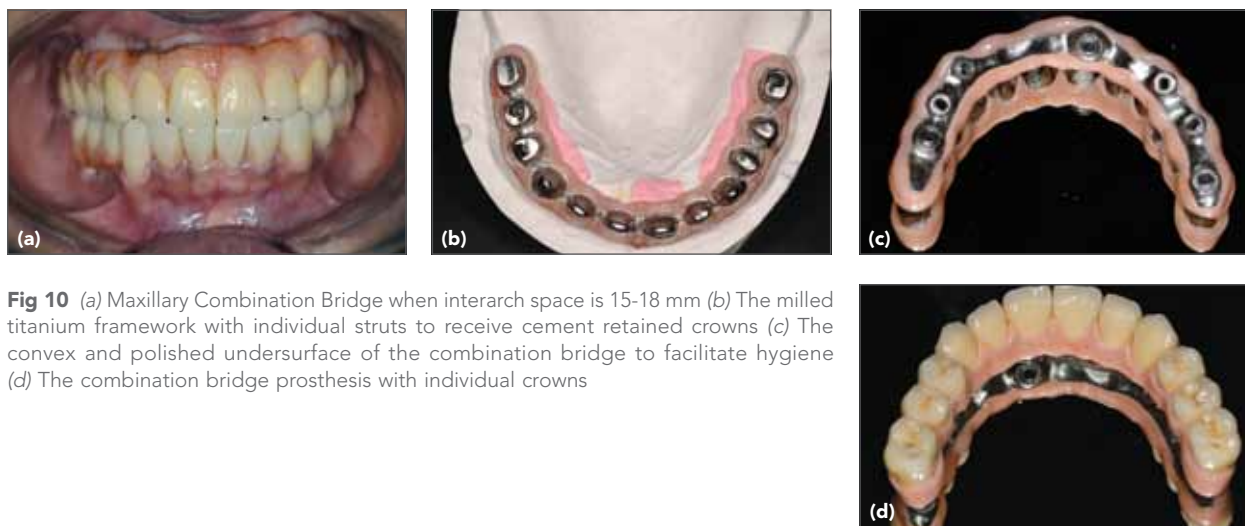 (a)
(b)
(c)
Fig 10 (a) Maxillary Combination Bridge when interarch space is 15-18 mm (b) The milled
titanium framework with individual struts to receive cement retained crowns (c) The
convex and polished undersurface of the combination bridge to facilitate hygiene
(d) The combination bridge prosthesis with individual crowns
(d)